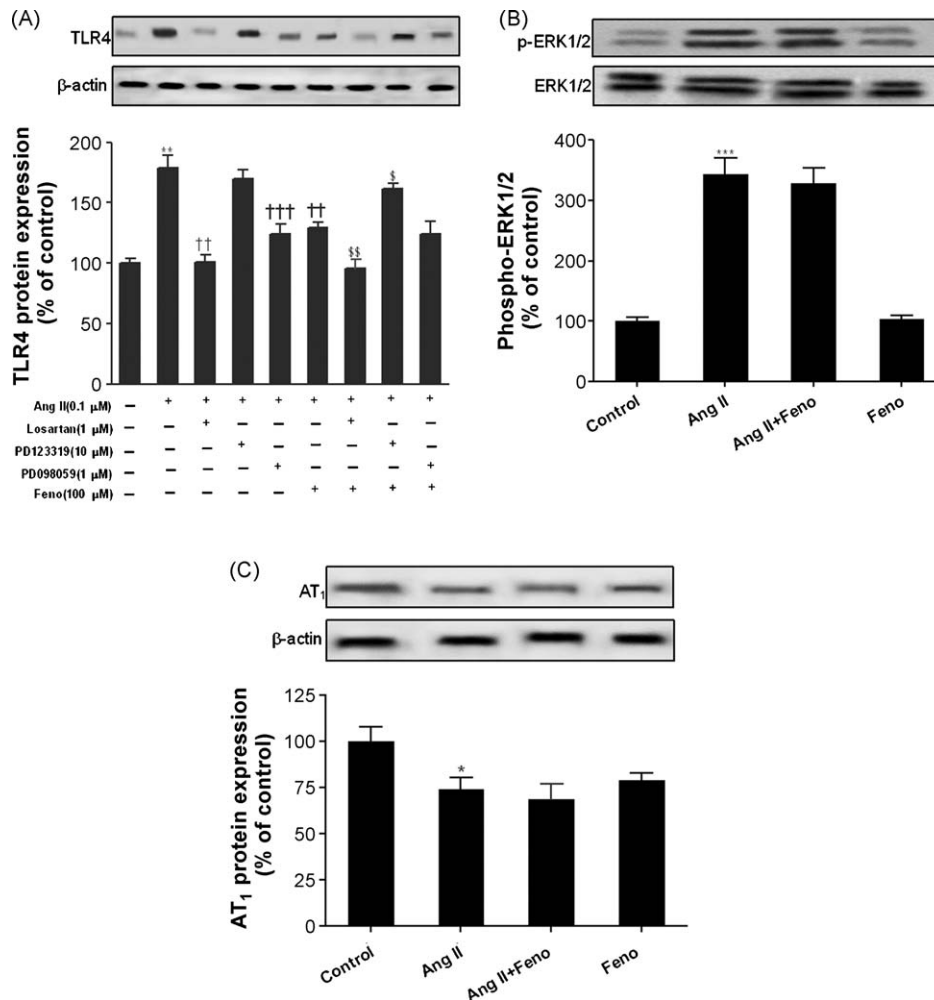 (A)
TLR4
β-actin
TLR4 protein expression
(% of control)
200
150
100
50
0
**
††
†††
††
$$
$
Ang II(0.1 μM) – + + + + + + + +
Losartan(1 μM) – – + – – – + – –
PD123319(10 μM) – – – + – – – + –
PD098059(1 μM) – – – – + – – – +
Feno(100 μM) – – – – – + + + +
(B)
p-ERK1/2
ERK1/2
Phospho-ERK1/2
(% of control)
400
300
200
100
0
***
Control
Ang II
Ang II+Feno
Feno
(C)
AT1
β-actin
AT1 protein expression
(% of control)
125
100
75
50
25
0
*
Control
Ang II
Ang II+Feno
Feno